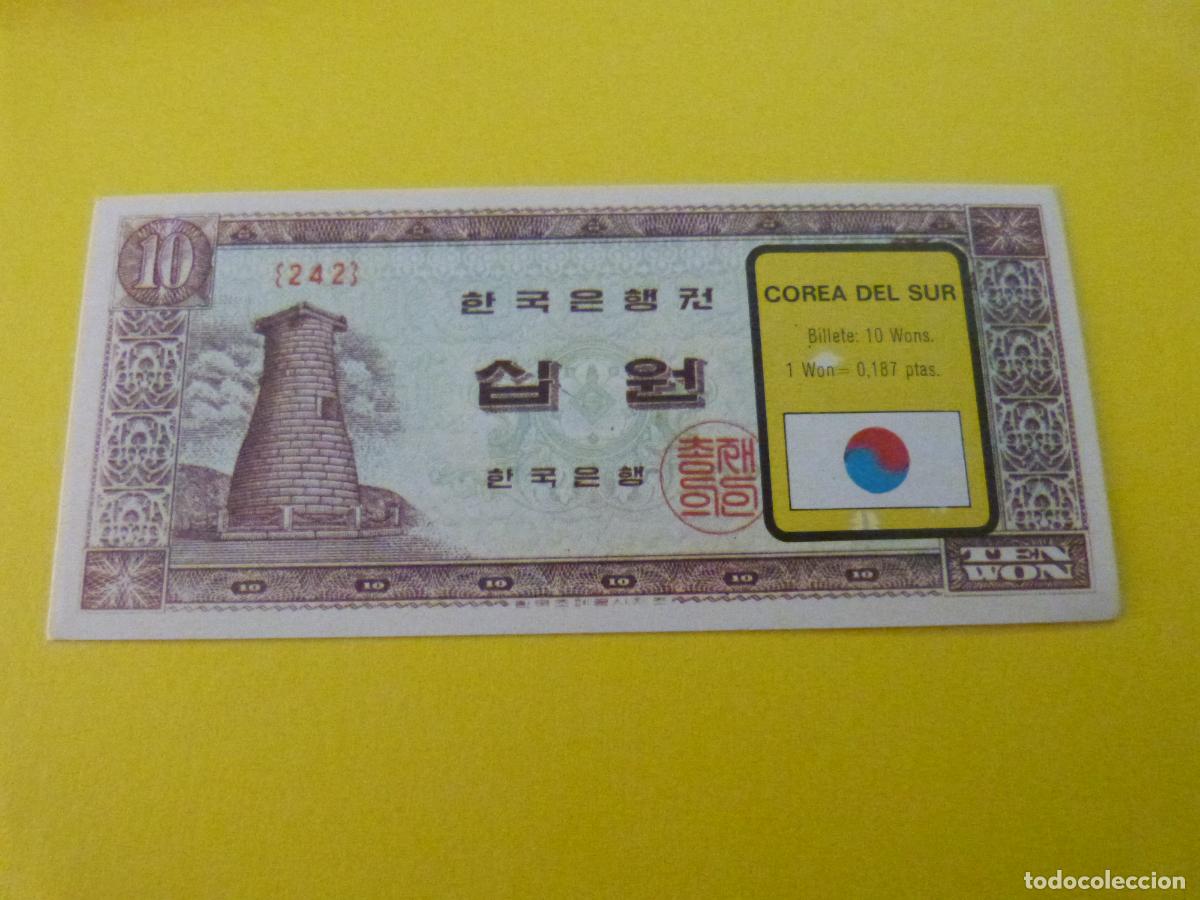 10
{242}
한국은행권
십 원
한국은행
총재의인
COREA DEL SUR
Billete: 10 Wons.
1 Won = 0,187 ptas.
10 10 10 10 10 10
TEN
WON
todocoleccion